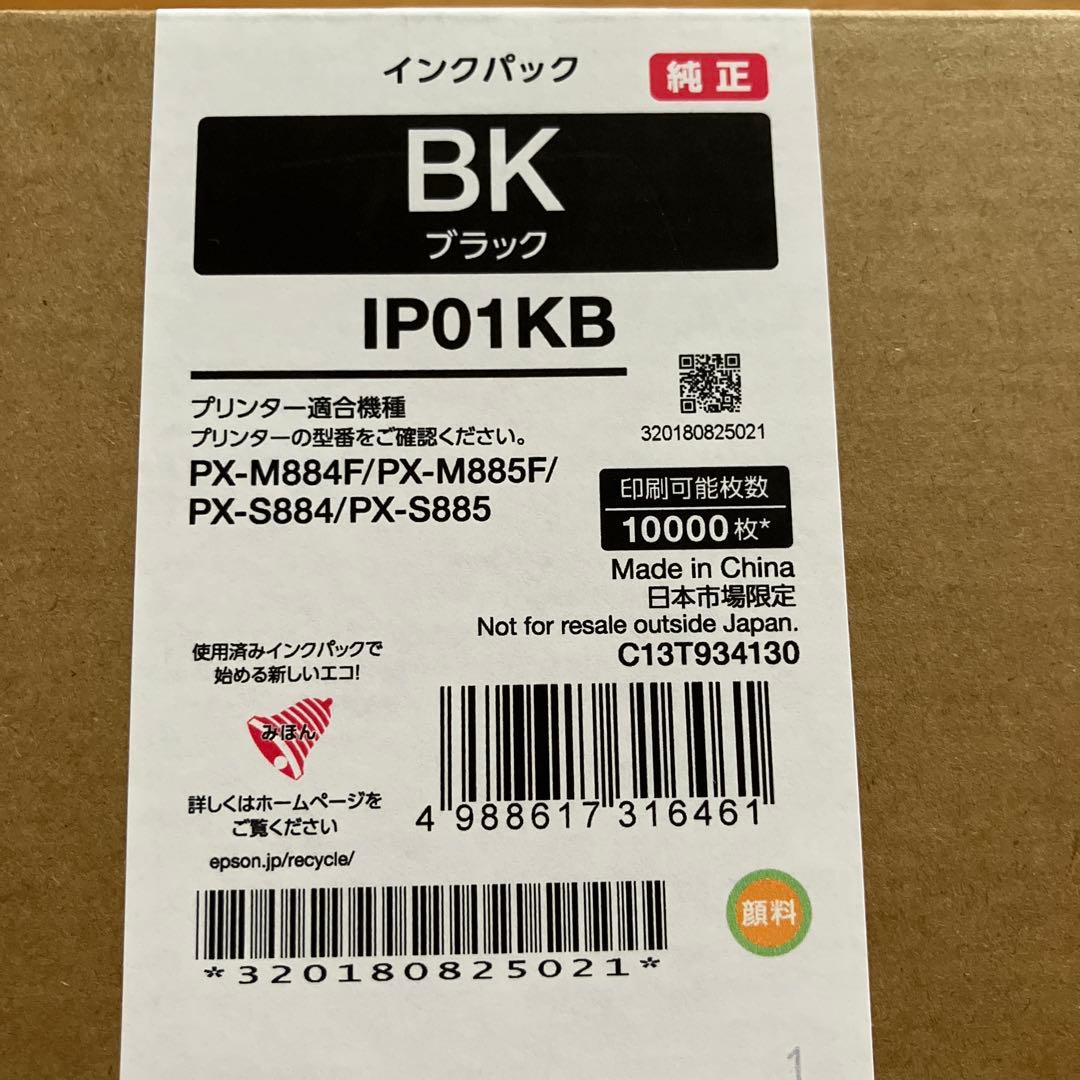 インクパック
純正
BK
ブラック
IP01KB
プリンター適合機種
プリンターの型番をご確認ください。
PX-M884F/PX-M885F/
PX-S884/PX-S885
320180825021
印刷可能枚数
10000枚*
Made in China
日本市場限定
Not for resale outside Japan.
C13T934130
使用済みインクパックで
始める新しいエコ!
みほん
詳しくはホームページを
ご覧ください
epson.jp/recycle/
4 988617 316461
*320180825021*
顔料
1